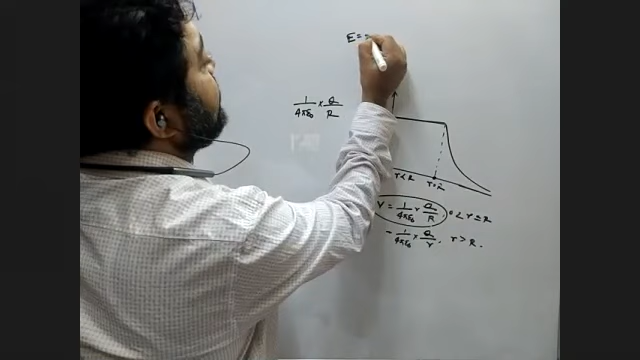 E = -
1/4πε₀ × Q/R
r < R r = R
V = 1/4πε₀ × Q/R, 0 < r ≤ R
= 1/4πε₀ × Q/r, r > R.